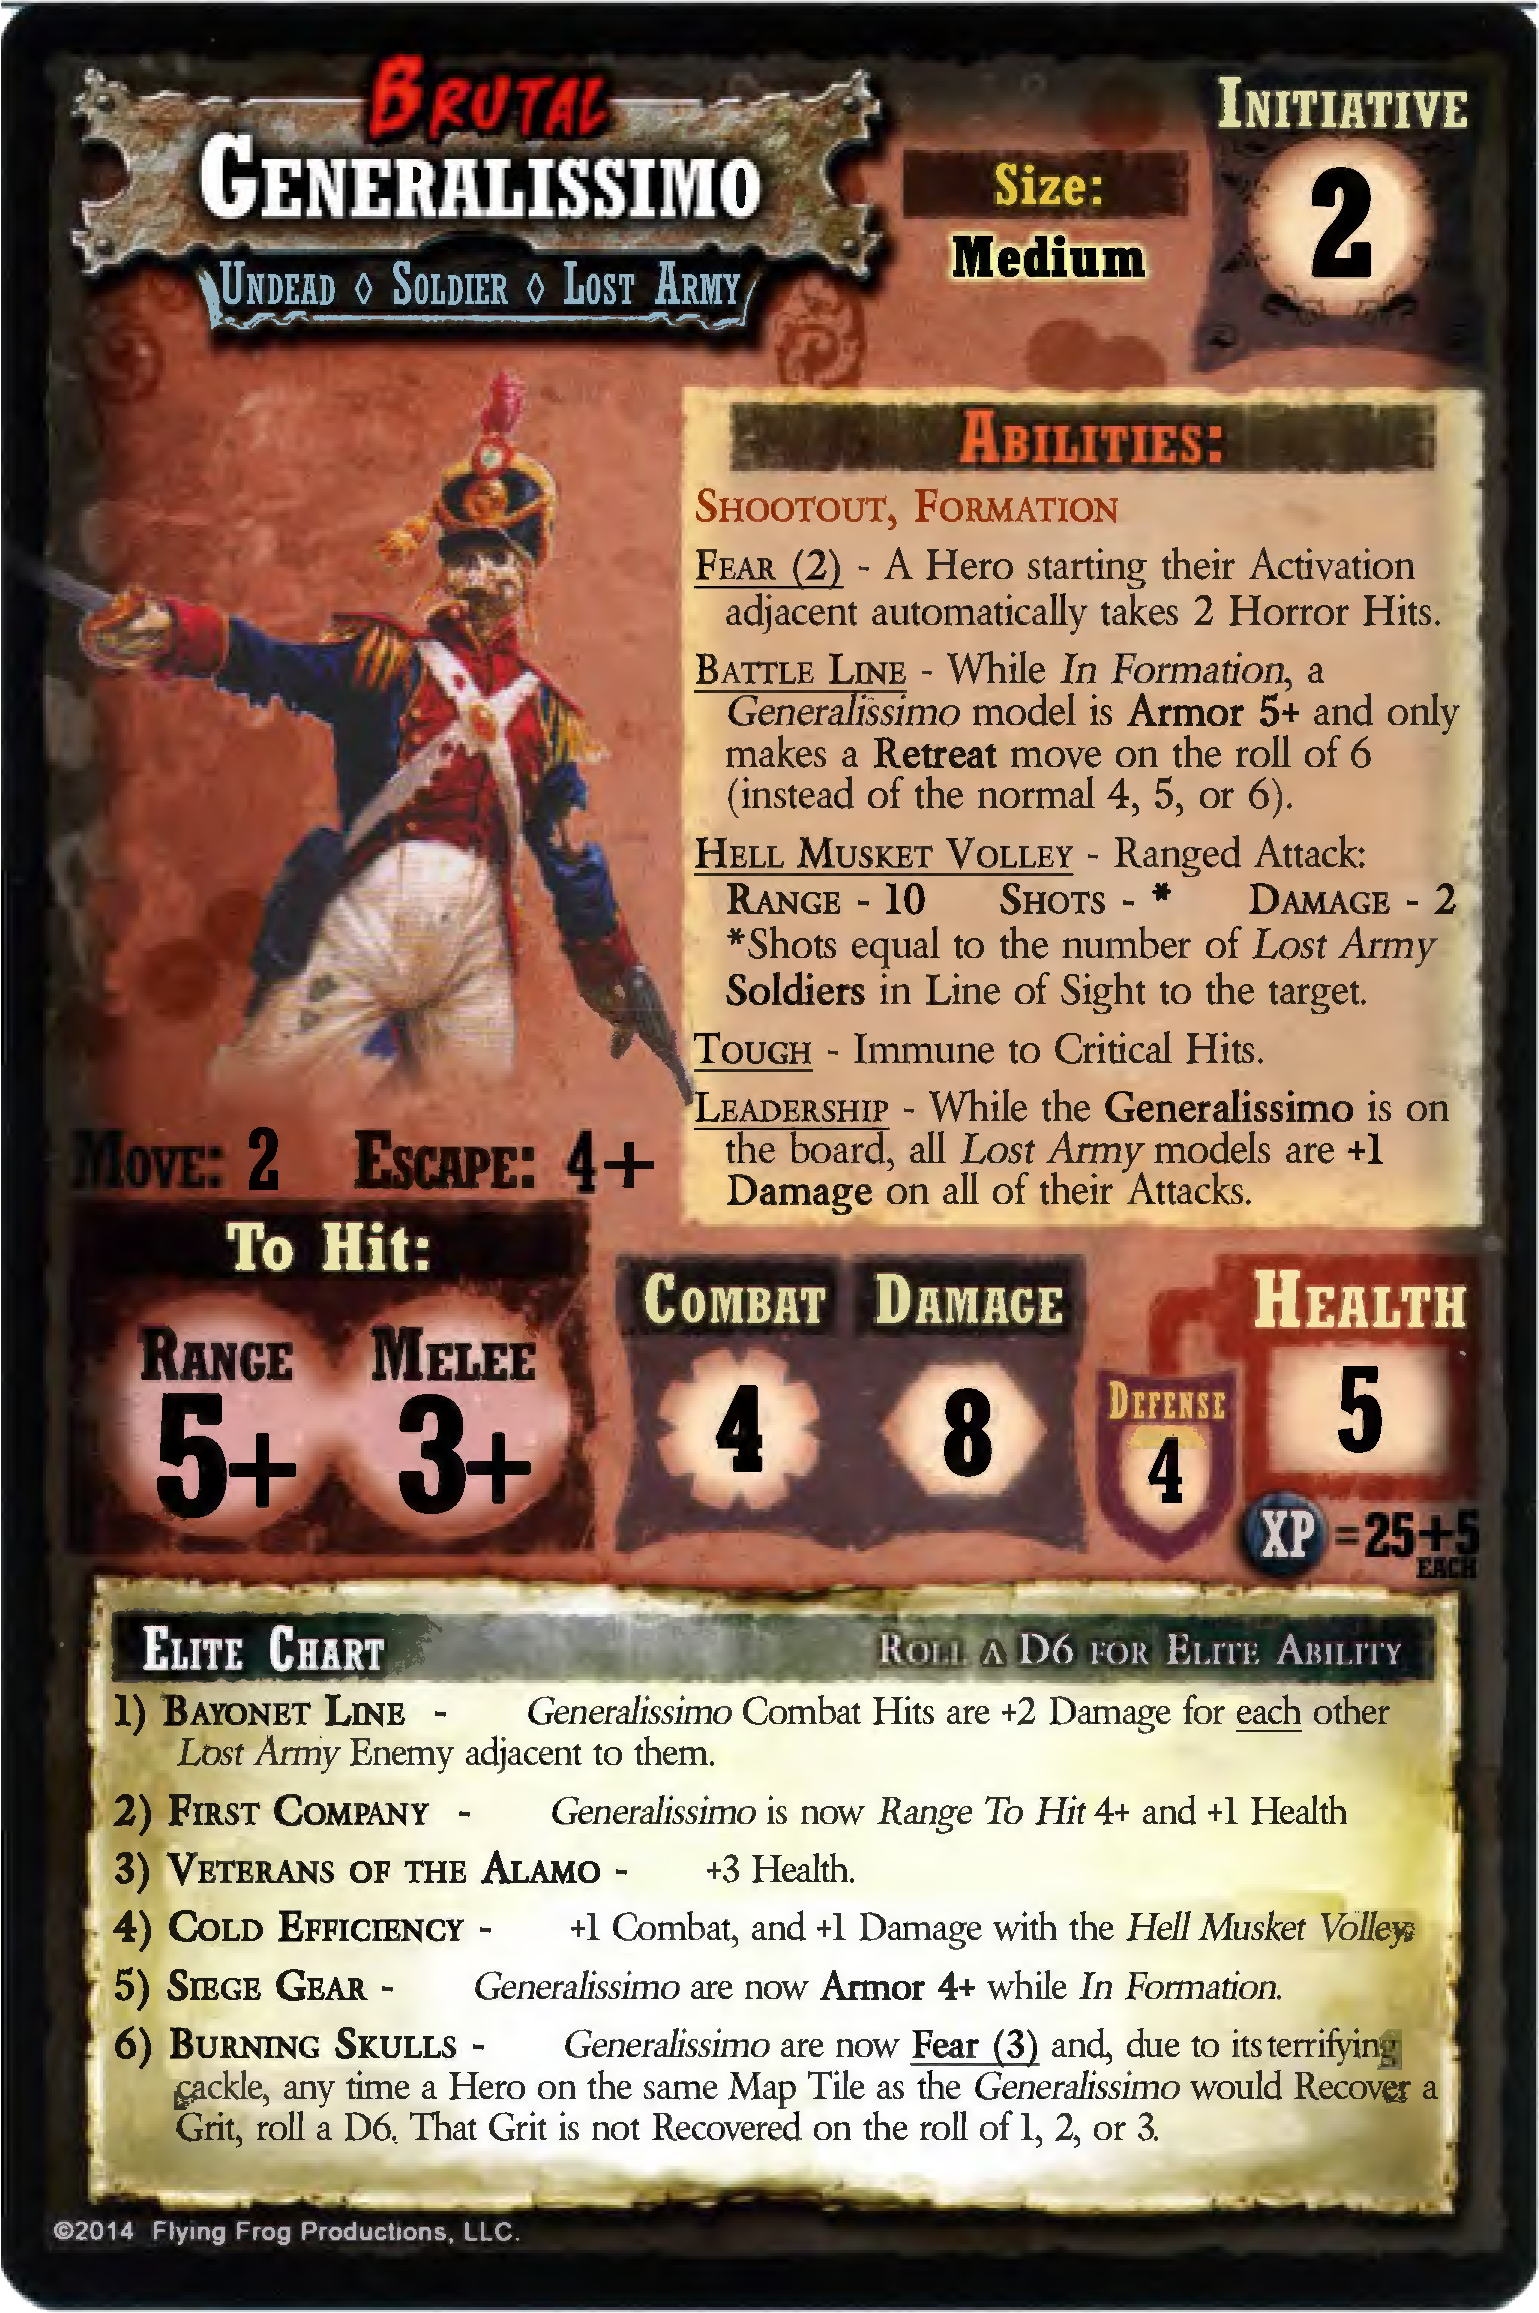 BRUTAL
GENERALISSIMO
UNDEAD ◊ SOLDIER ◊ LOST ARMY
Size:
Medium
INITIATIVE
2
ABILITIES:
SHOOTOUT, FORMATION
FEAR (2) - A Hero starting their Activation
adjacent automatically takes 2 Horror Hits.
BATTLE LINE - While In Formation, a
Generalissimo model is Armor 5+ and only
makes a Retreat move on the roll of 6
(instead of the normal 4, 5, or 6).
HELL MUSKET VOLLEY - Ranged Attack:
RANGE - 10 SHOTS - * DAMAGE - 2
*Shots equal to the number of Lost Army
Soldiers in Line of Sight to the target.
TOUGH - Immune to Critical Hits.
LEADERSHIP - While the Generalissimo is on
the board, all Lost Army models are +1
Damage on all of their Attacks.
MOVE: 2 ESCAPE: 4+
To Hit:
RANGE
5+
MELEE
3+
COMBAT
4
DAMAGE
8
DEFENSE
4
HEALTH
5
XP =25+5
EACH
ELITE CHART ROLL A D6 FOR ELITE ABILITY
1) BAYONET LINE - Generalissimo Combat Hits are +2 Damage for each other
Lost Army Enemy adjacent to them.
2) FIRST COMPANY - Generalissimo is now Range To Hit 4+ and +1 Health
3) VETERANS OF THE ALAMO - +3 Health.
4) COLD EFFICIENCY - +1 Combat, and +1 Damage with the Hell Musket Volley.
5) SIEGE GEAR - Generalissimo are now Armor 4+ while In Formation.
6) BURNING SKULLS - Generalissimo are now Fear (3) and, due to its terrifying
cackle, any time a Hero on the same Map Tile as the Generalissimo would Recover a
Grit, roll a D6. That Grit is not Recovered on the roll of 1, 2, or 3.
©2014 Flying Frog Productions, LLC.